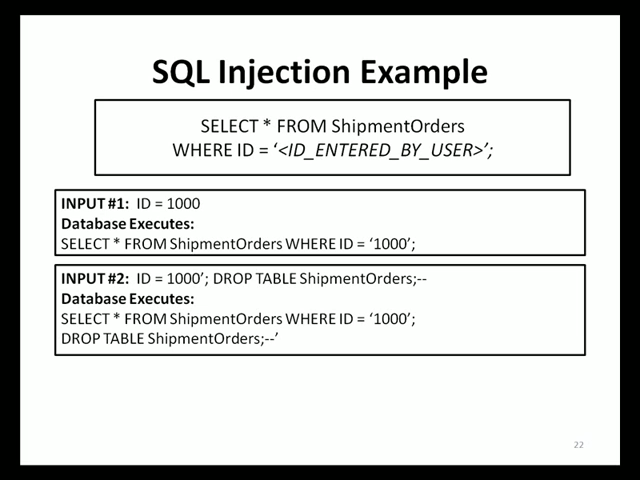 SQL Injection Example
SELECT * FROM ShipmentOrders
WHERE ID = ‘<ID_ENTERED_BY_USER>’;
INPUT #1: ID = 1000
Database Executes:
SELECT * FROM ShipmentOrders WHERE ID = ‘1000’;
INPUT #2: ID = 1000’; DROP TABLE ShipmentOrders;--
Database Executes:
SELECT * FROM ShipmentOrders WHERE ID = ‘1000’;
DROP TABLE ShipmentOrders;--’
22